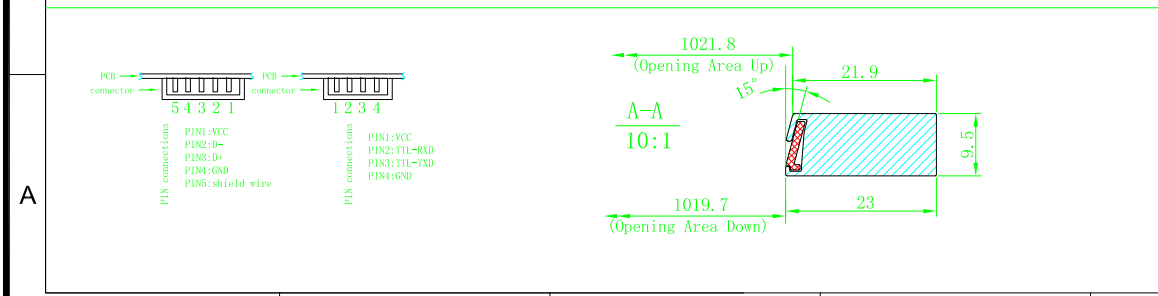 PCB
connector
5 4 3 2 1
PIN connections
PIN1:VCC
PIN2:D-
PIN3:D+
PIN4:GND
PIN5:shield wire
PCB
connector
1 2 3 4
PIN connections
PIN1:VCC
PIN2:TTL-RXD
PIN3:TTL-TXD
PIN4:GND
1021.8
(Opening Area Up)
21.9
15°
A-A
10:1
9.5
1019.7
(Opening Area Down)
23
A